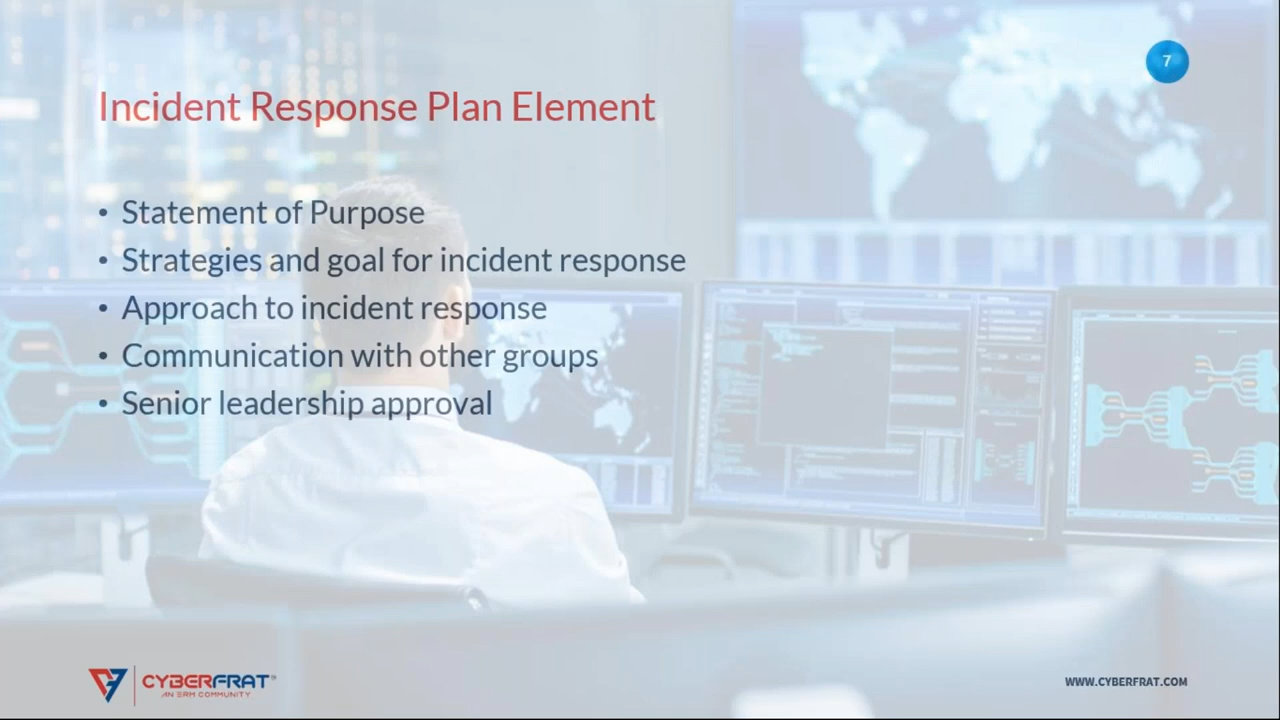 7
Incident Response Plan Element
• Statement of Purpose
• Strategies and goal for incident response
• Approach to incident response
• Communication with other groups
• Senior leadership approval
CYBERFRAT
AN ERM COMMUNITY
WWW.CYBERFRAT.COM